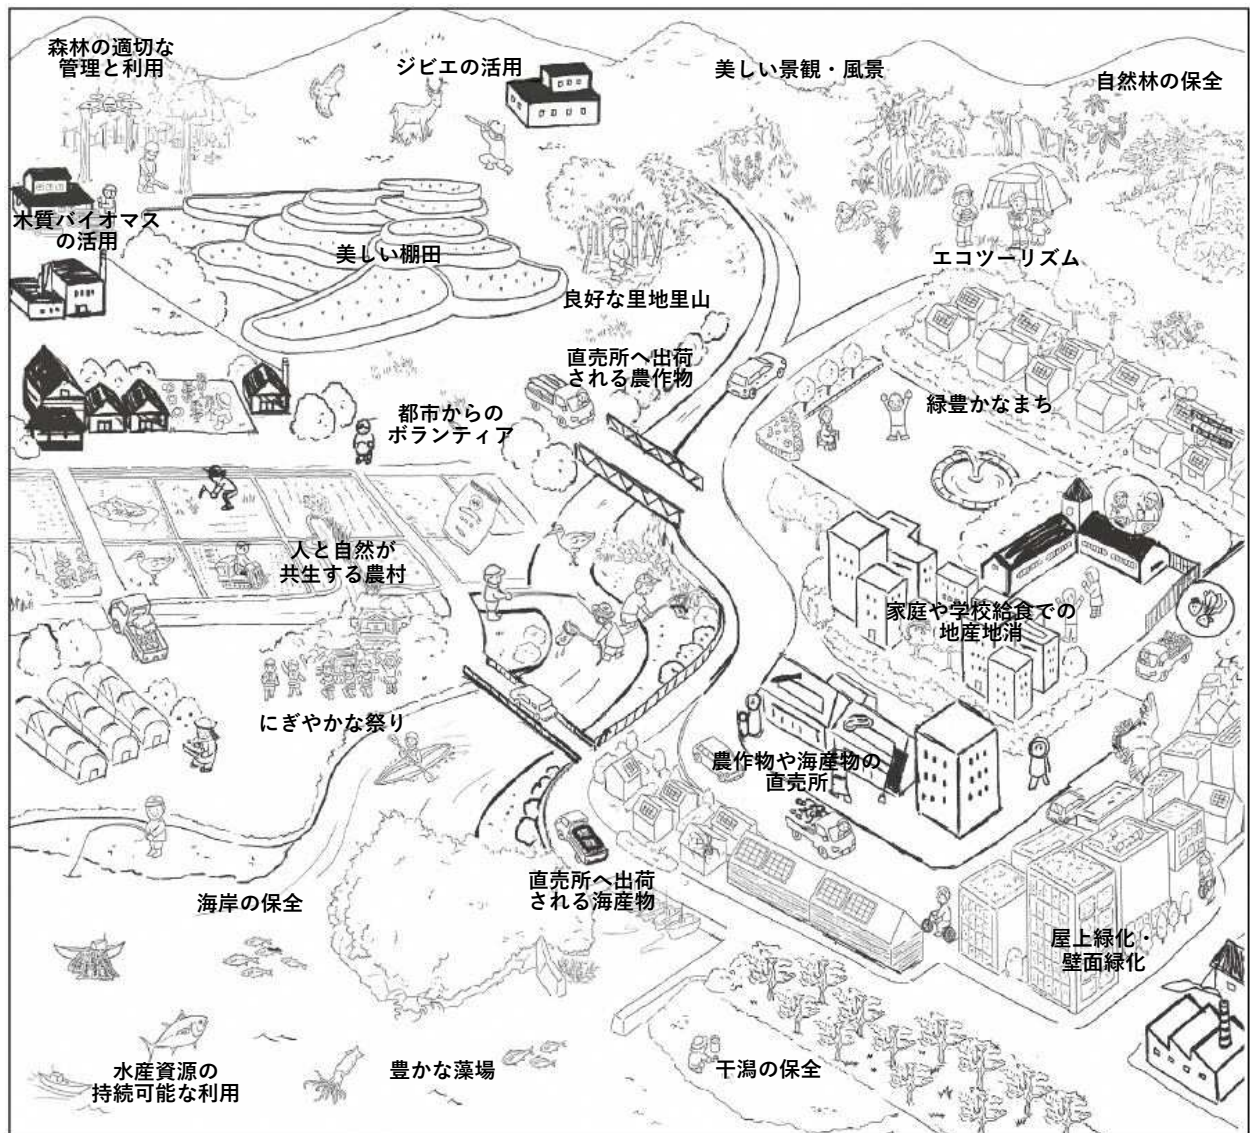 森林の適切な
管理と利用
ジビエの活用
美しい景観・風景
自然林の保全
木質バイオマス
の活用
美しい棚田
エコツーリズム
良好な里地里山
直売所へ出荷
される農作物
都市からの
ボランティア
緑豊かなまち
人と自然が
共生する農村
家庭や学校給食での
地産地消
にぎやかな祭り
農作物や海産物の
直売所
直売所へ出荷
される海産物
海岸の保全
屋上緑化・
壁面緑化
水産資源の
持続可能な利用
豊かな藻場
干潟の保全